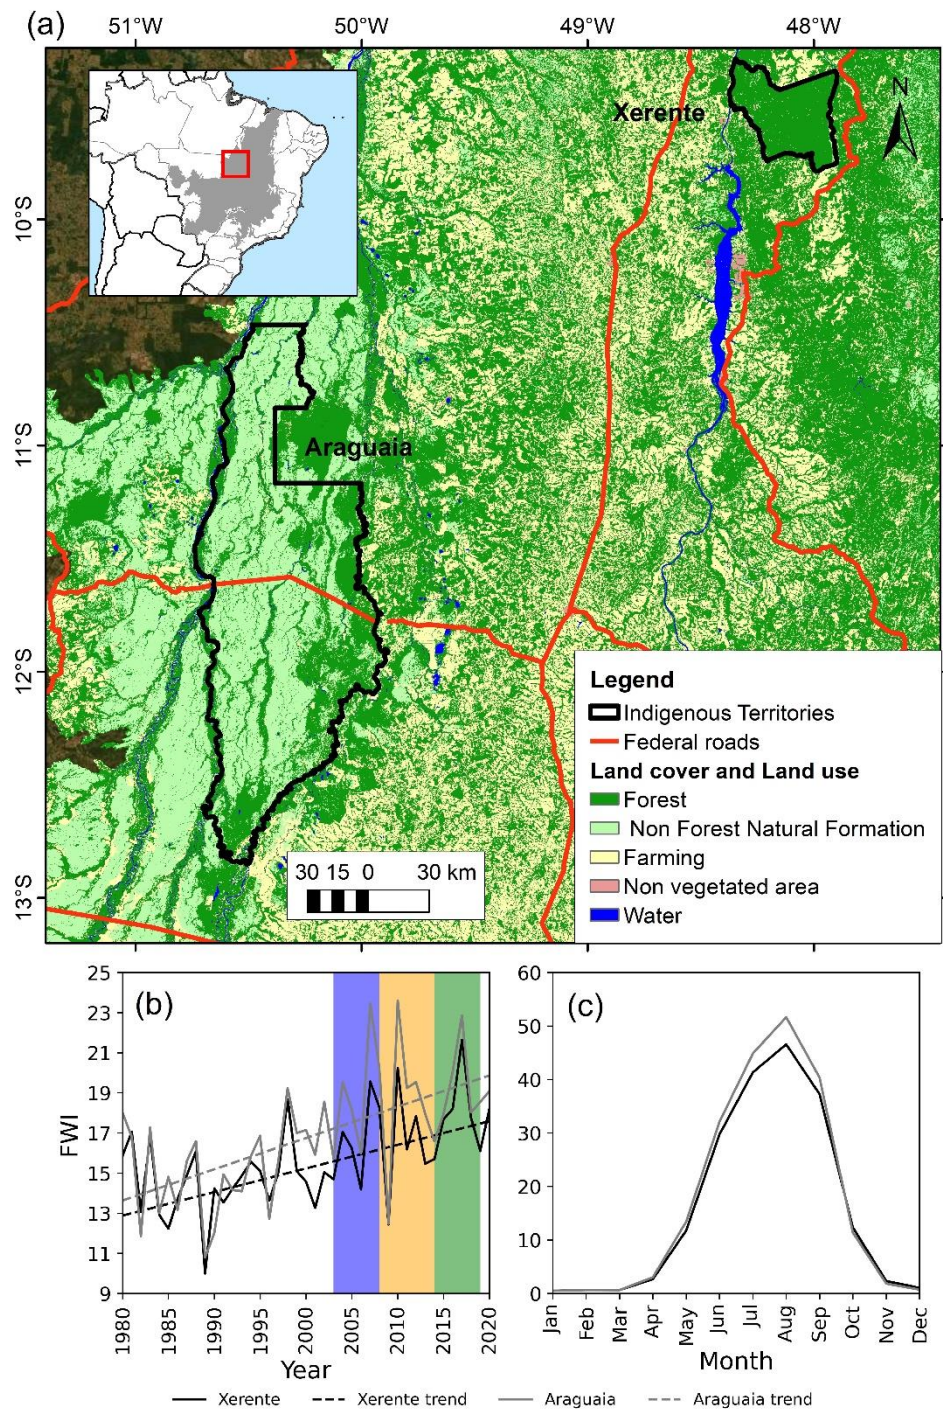 (a)
51°W 50°W 49°W 48°W
Xerente
N
10°S
Araguaia
11°S
12°S
13°S
Legend
Indigenous Territories
Federal roads
Land cover and Land use
Forest
Non Forest Natural Formation
Farming
Non vegetated area
Water
30 15 0 30 km
(b)
25
23
21
19
17
15
13
11
9
FWI
1980 1985 1990 1995 2000 2005 2010 2015 2020
Year
(c)
60
50
40
30
20
10
0
Jan Feb Mar Apr May Jun Jul Aug Sep Oct Nov Dec
Month
Xerente Xerente trend Araguaia Araguaia trend